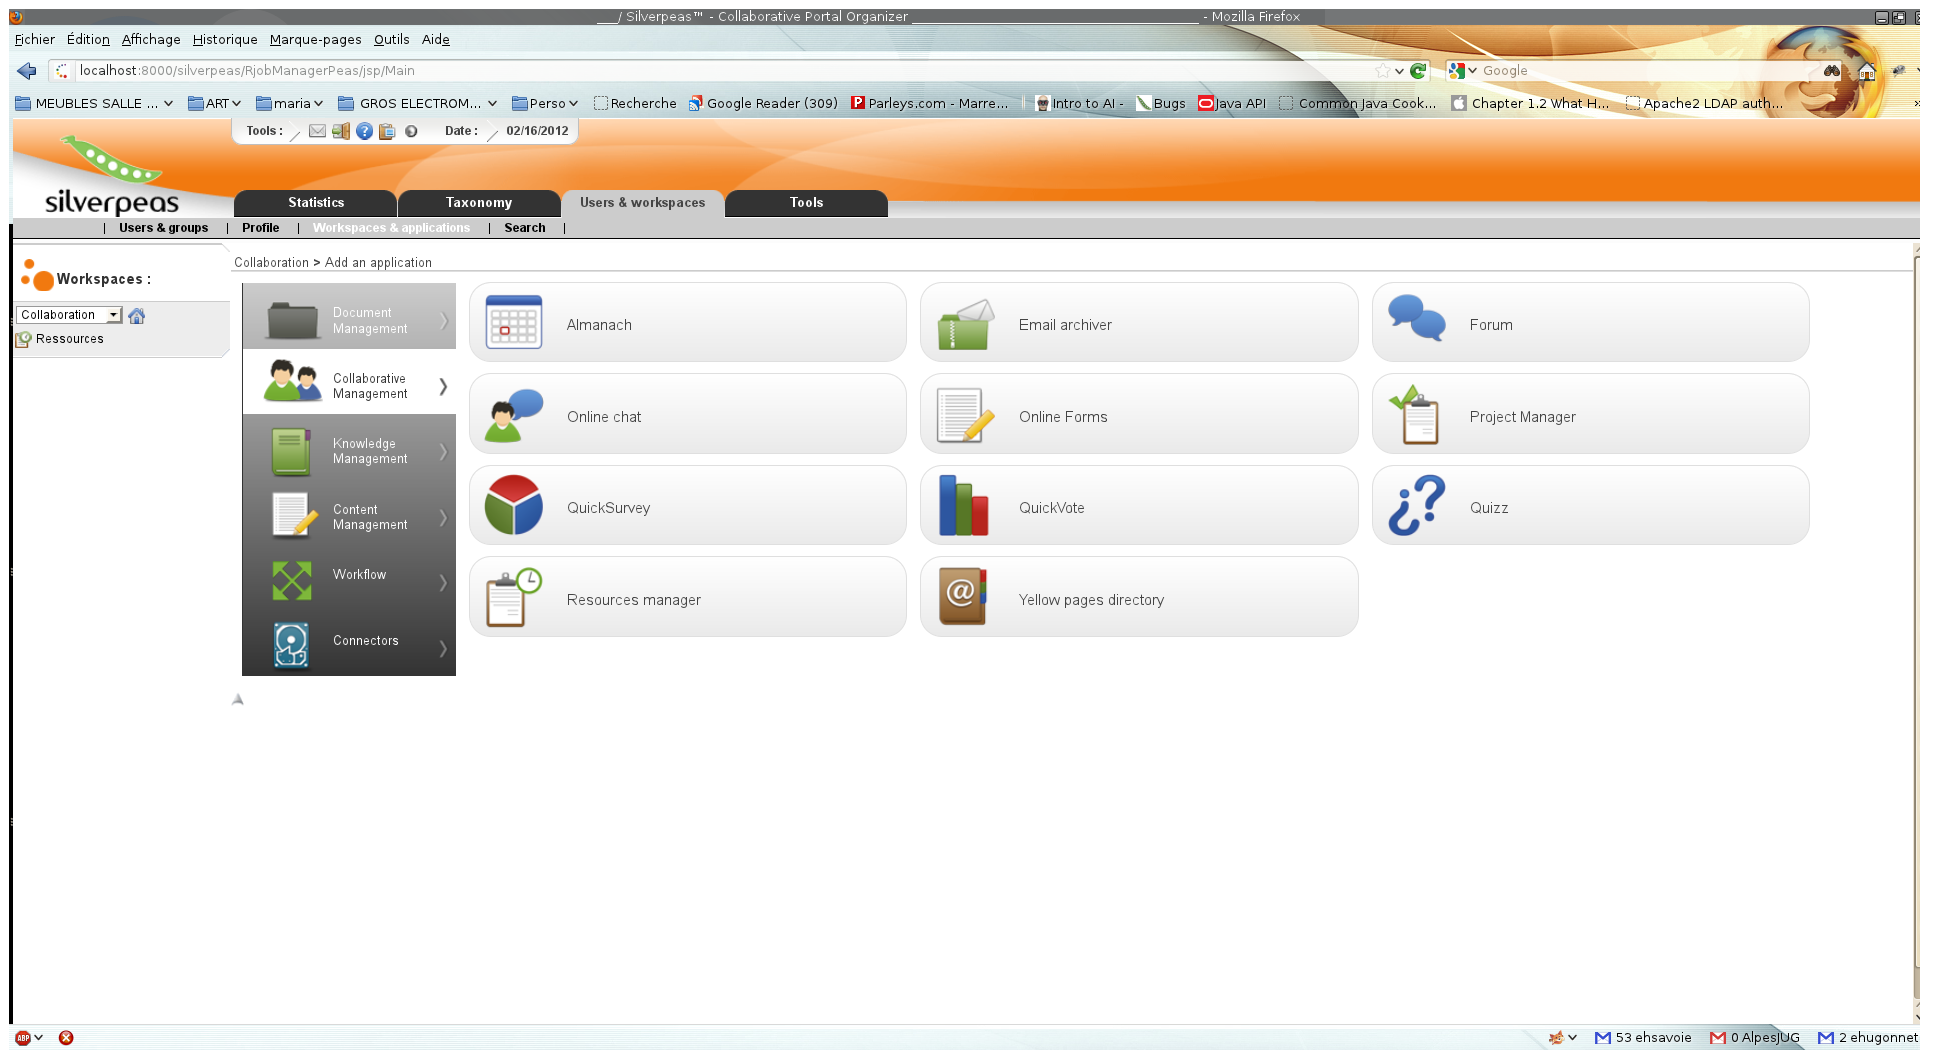 ___/ Silverpeas™ - Collaborative Portal Organizer ______________________________________ - Mozilla Firefox
Fichier Édition Affichage Historique Marque-pages Outils Aide
localhost:8000/silverpeas/RjobManagerPeas/jsp/Main
Google
MEUBLES SALLE ... ART maria GROS ELECTROM... Perso Recherche Google Reader (309) Parleys.com - Marre... Intro to AI - Bugs Java API Common Java Cook... Chapter 1.2 What H... Apache2 LDAP auth... »
Tools : Date : 02/16/2012
silverpeas
Statistics Taxonomy Users & workspaces Tools
| Users & groups | Profile | Workspaces & applications | Search |
Workspaces :
Collaboration
Ressources
Collaboration > Add an application
Document
Management
Collaborative
Management
Knowledge
Management
Content
Management
Workflow
Connectors
Almanach Email archiver Forum
Online chat Online Forms Project Manager
QuickSurvey QuickVote Quizz
Resources manager Yellow pages directory
ABP 53 ehsavoie 0 AlpesJUG 2 ehugonnet